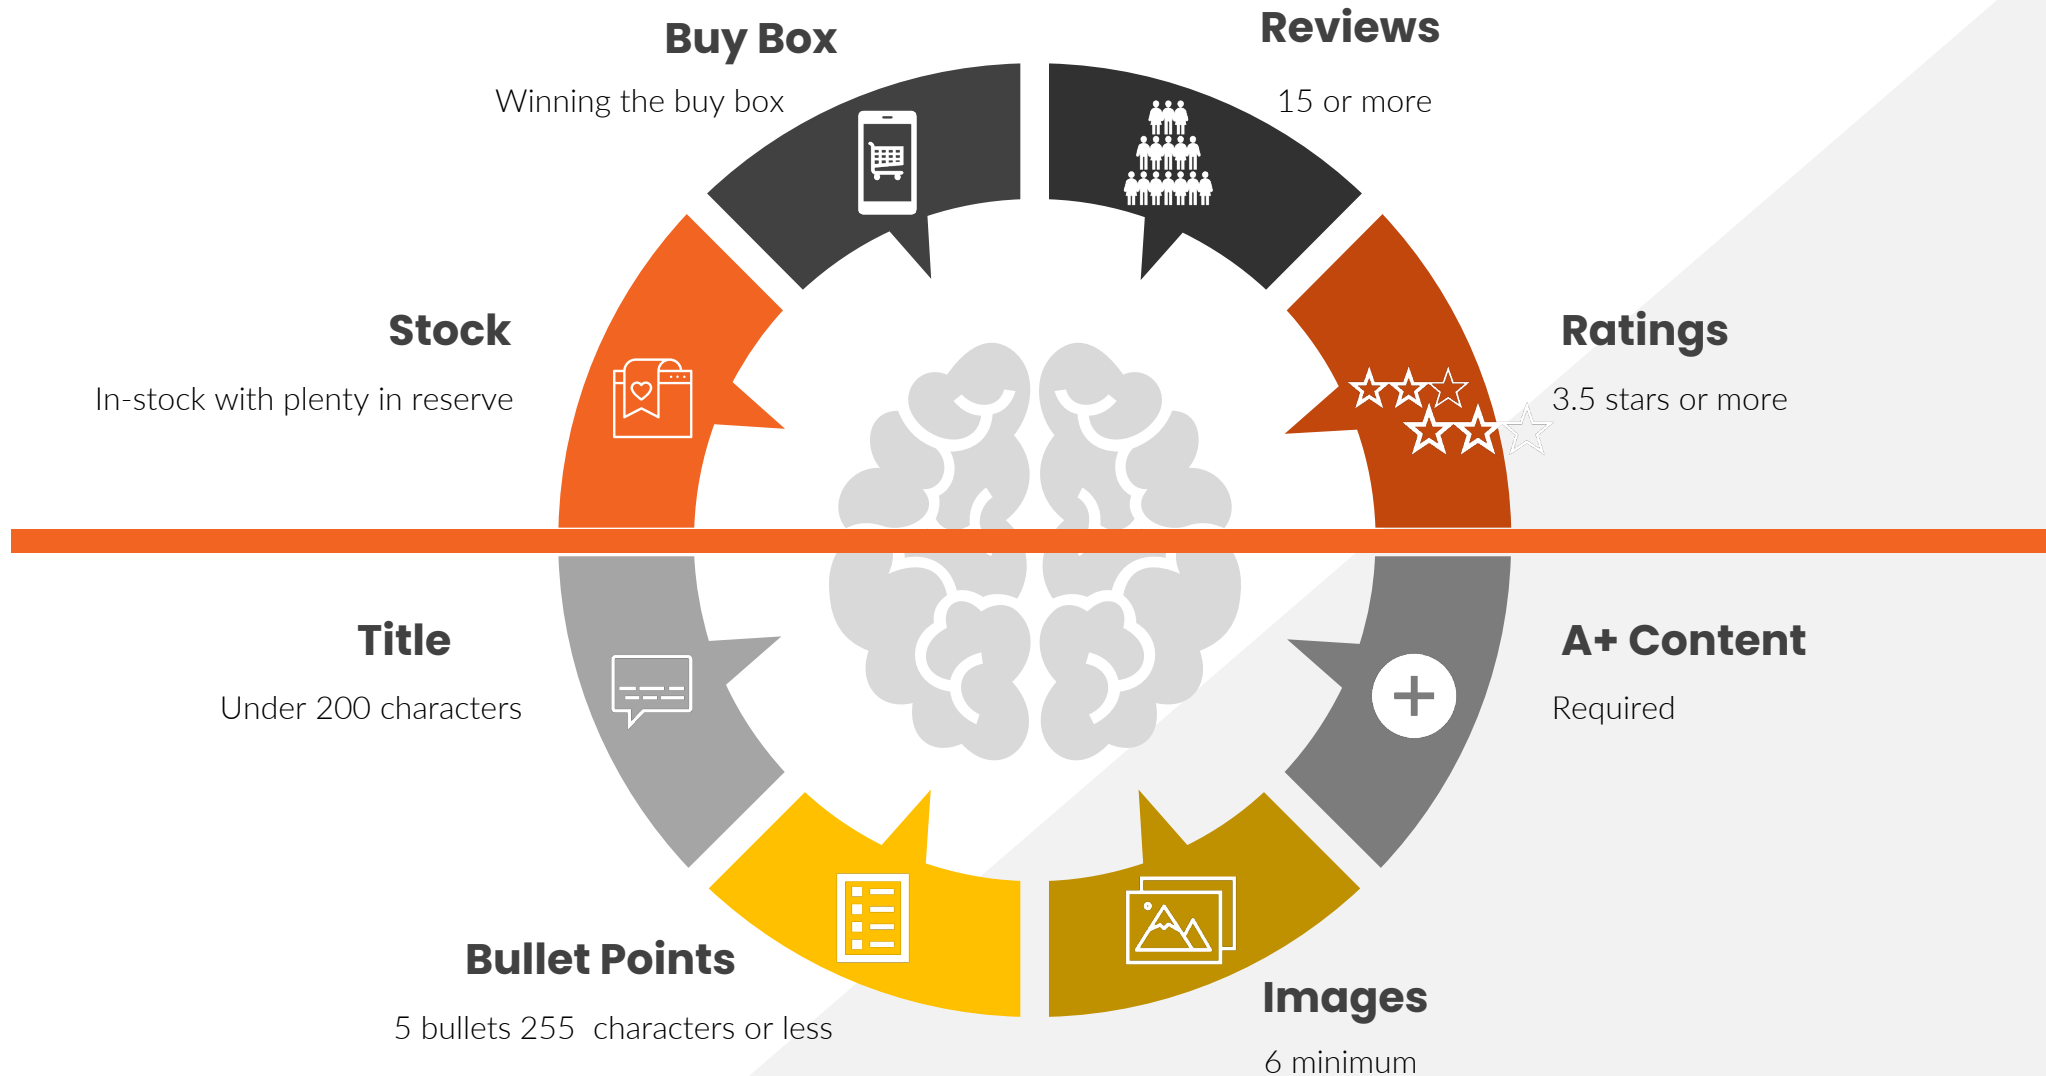 Buy Box
Winning the buy box
Reviews
15 or more
Stock
In-stock with plenty in reserve
Ratings
3.5 stars or more
Title
Under 200 characters
A+ Content
Required
Bullet Points
5 bullets 255  characters or less
Images
6 minimum